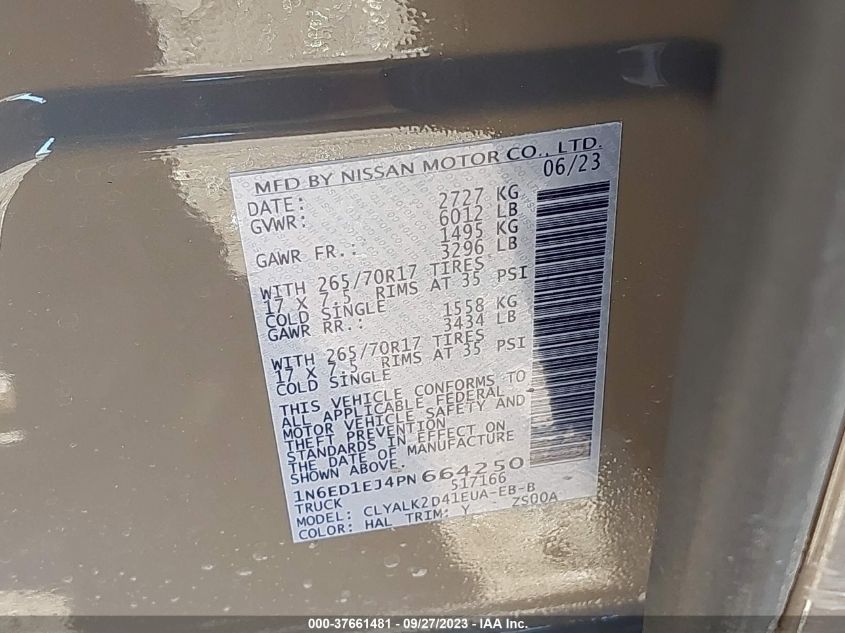 MFD BY NISSAN MOTOR CO., LTD.
DATE: 06/23
GVWR: 2727 KG
6012 LB
GAWR FR.: 1495 KG
3296 LB
WITH 265/70R17 TIRES
17 X 7.5 RIMS AT 35 PSI
COLD SINGLE
GAWR RR.: 1558 KG
3434 LB
WITH 265/70R17 TIRES
17 X 7.5 RIMS AT 35 PSI
COLD SINGLE
THIS VEHICLE CONFORMS TO
ALL APPLICABLE FEDERAL
MOTOR VEHICLE SAFETY AND
THEFT PREVENTION
STANDARDS IN EFFECT ON
THE DATE OF MANUFACTURE
SHOWN ABOVE.
1N6ED1EJ4PN 664250
TRUCK 517166
MODEL: CLYALK2D41EUA-EB-B
COLOR: HAL TRIM: Y ZS00A
000-37661481 - 09/27/2023 - IAA Inc.